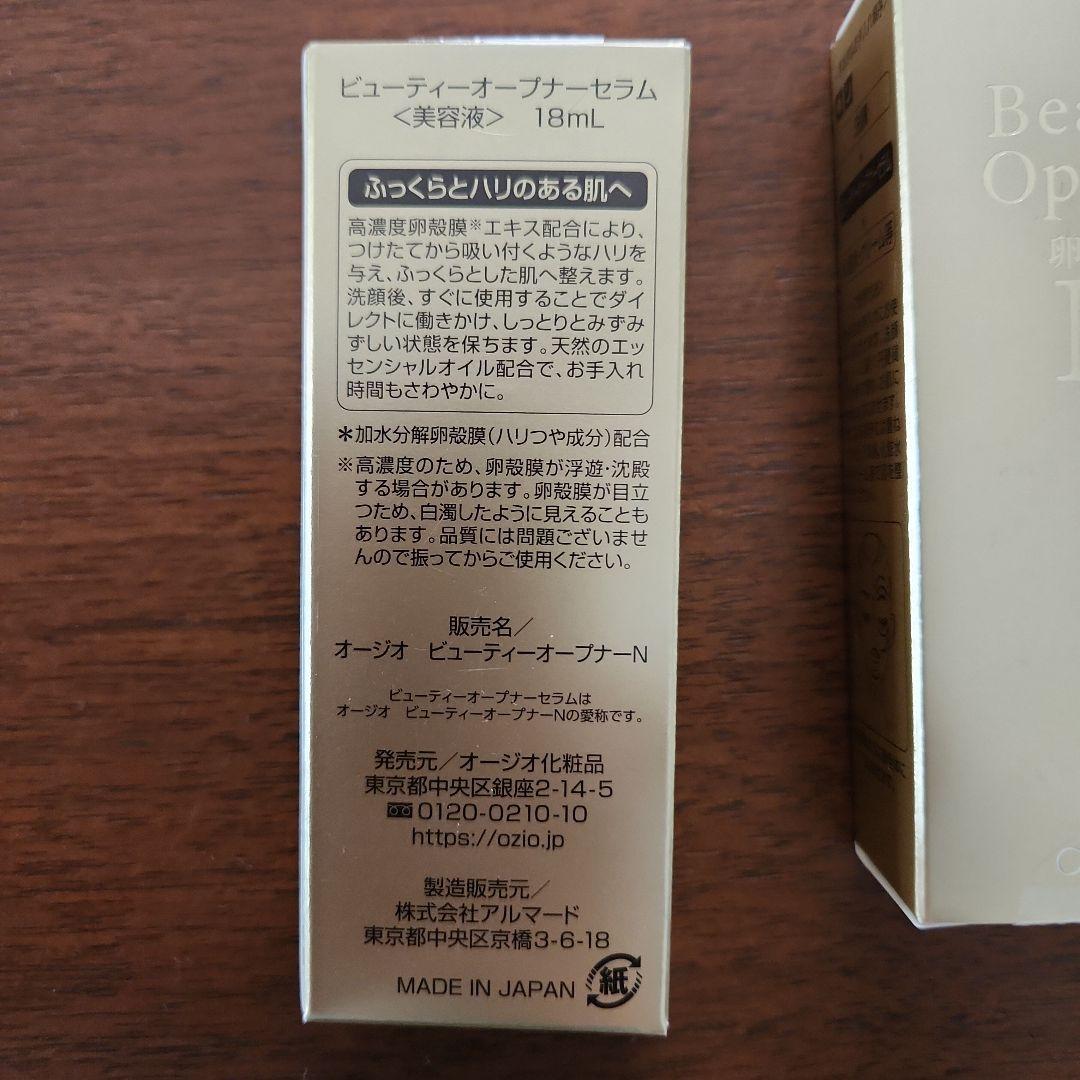 ビューティーオープナーセラム
＜美容液＞ 18mL
ふっくらとハリのある肌へ
高濃度卵殻膜※エキス配合により、
つけたてから吸い付くようなハリを
与え、ふっくらとした肌へ整えます。
洗顔後、すぐに使用することでダイ
レクトに働きかけ、しっとりとみずみ
ずしい状態を保ちます。天然のエッ
センシャルオイル配合で、お手入れ
時間もさわやかに。
＊加水分解卵殻膜（ハリつや成分）配合
※高濃度のため、卵殻膜が浮遊・沈殿
する場合があります。卵殻膜が目立
つため、白濁したように見えることも
あります。品質には問題ございませ
んので振ってからご使用ください。
販売名／
オージオ ビューティーオープナーN
ビューティーオープナーセラムは
オージオ ビューティーオープナーNの愛称です。
発売元／オージオ化粧品
東京都中央区銀座2-14-5
0120-0210-10
https://ozio.jp
製造販売元／
株式会社アルマード
東京都中央区京橋3-6-18
MADE IN JAPAN
紙
Bea
Op
卵